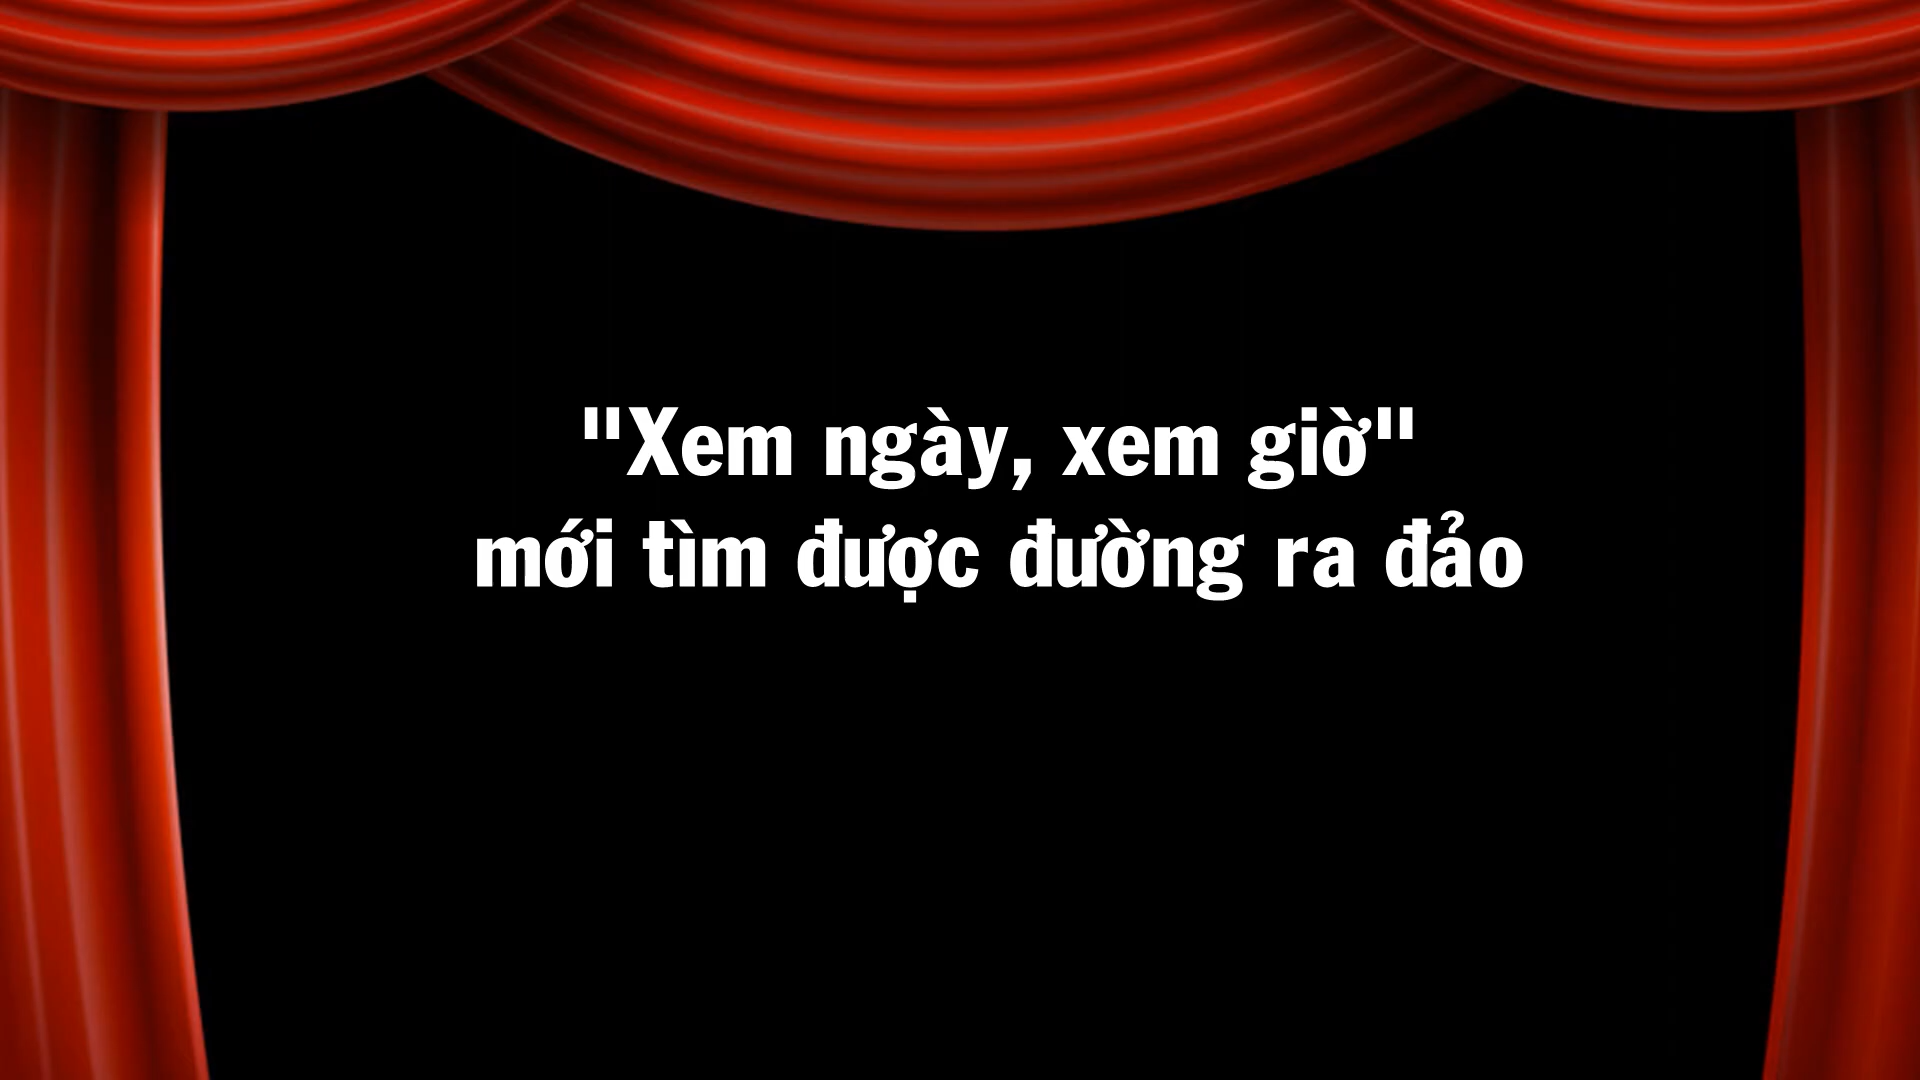 "Xem ngày, xem giờ"
mới tìm được đường ra đảo